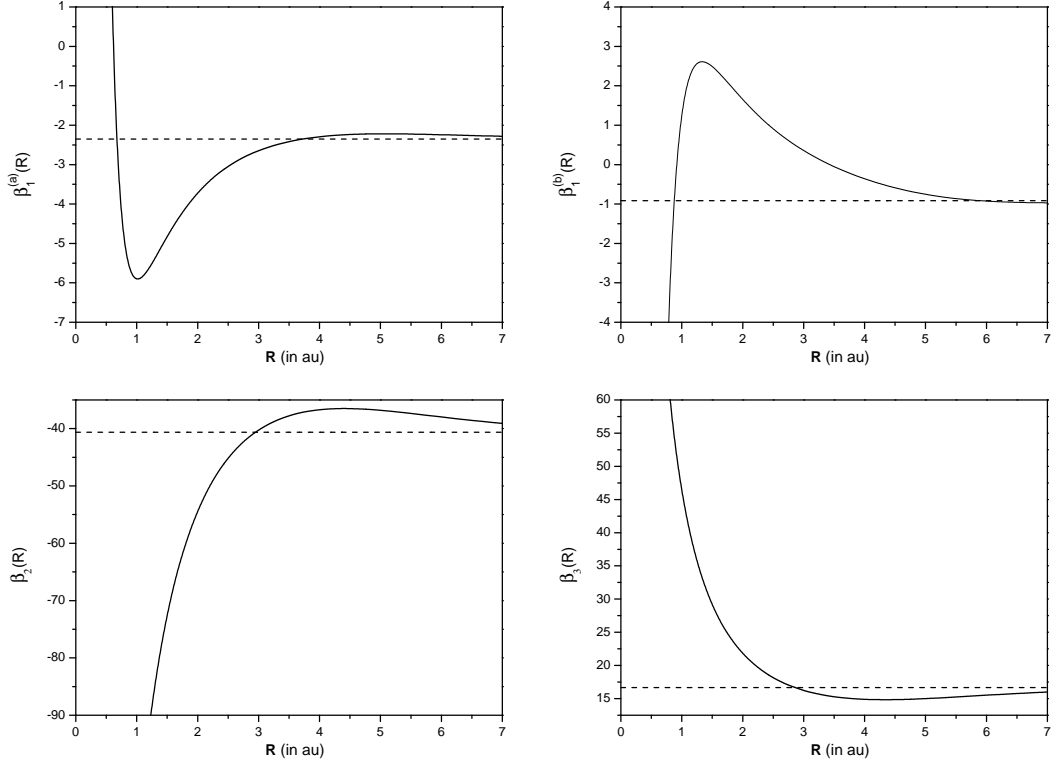 1
0
-1
-2
-3
-4
-5
-6
-7
β₁⁽ᵃ⁾(R)
0 1 2 3 4 5 6 7
R (in au)
4
3
2
1
0
-1
-2
-3
-4
β₁⁽ᵇ⁾(R)
0 1 2 3 4 5 6 7
R (in au)
-40
-50
-60
-70
-80
-90
β₂(R)
0 1 2 3 4 5 6 7
R (in au)
60
55
50
45
40
35
30
25
20
15
β₃(R)
0 1 2 3 4 5 6 7
R (in au)